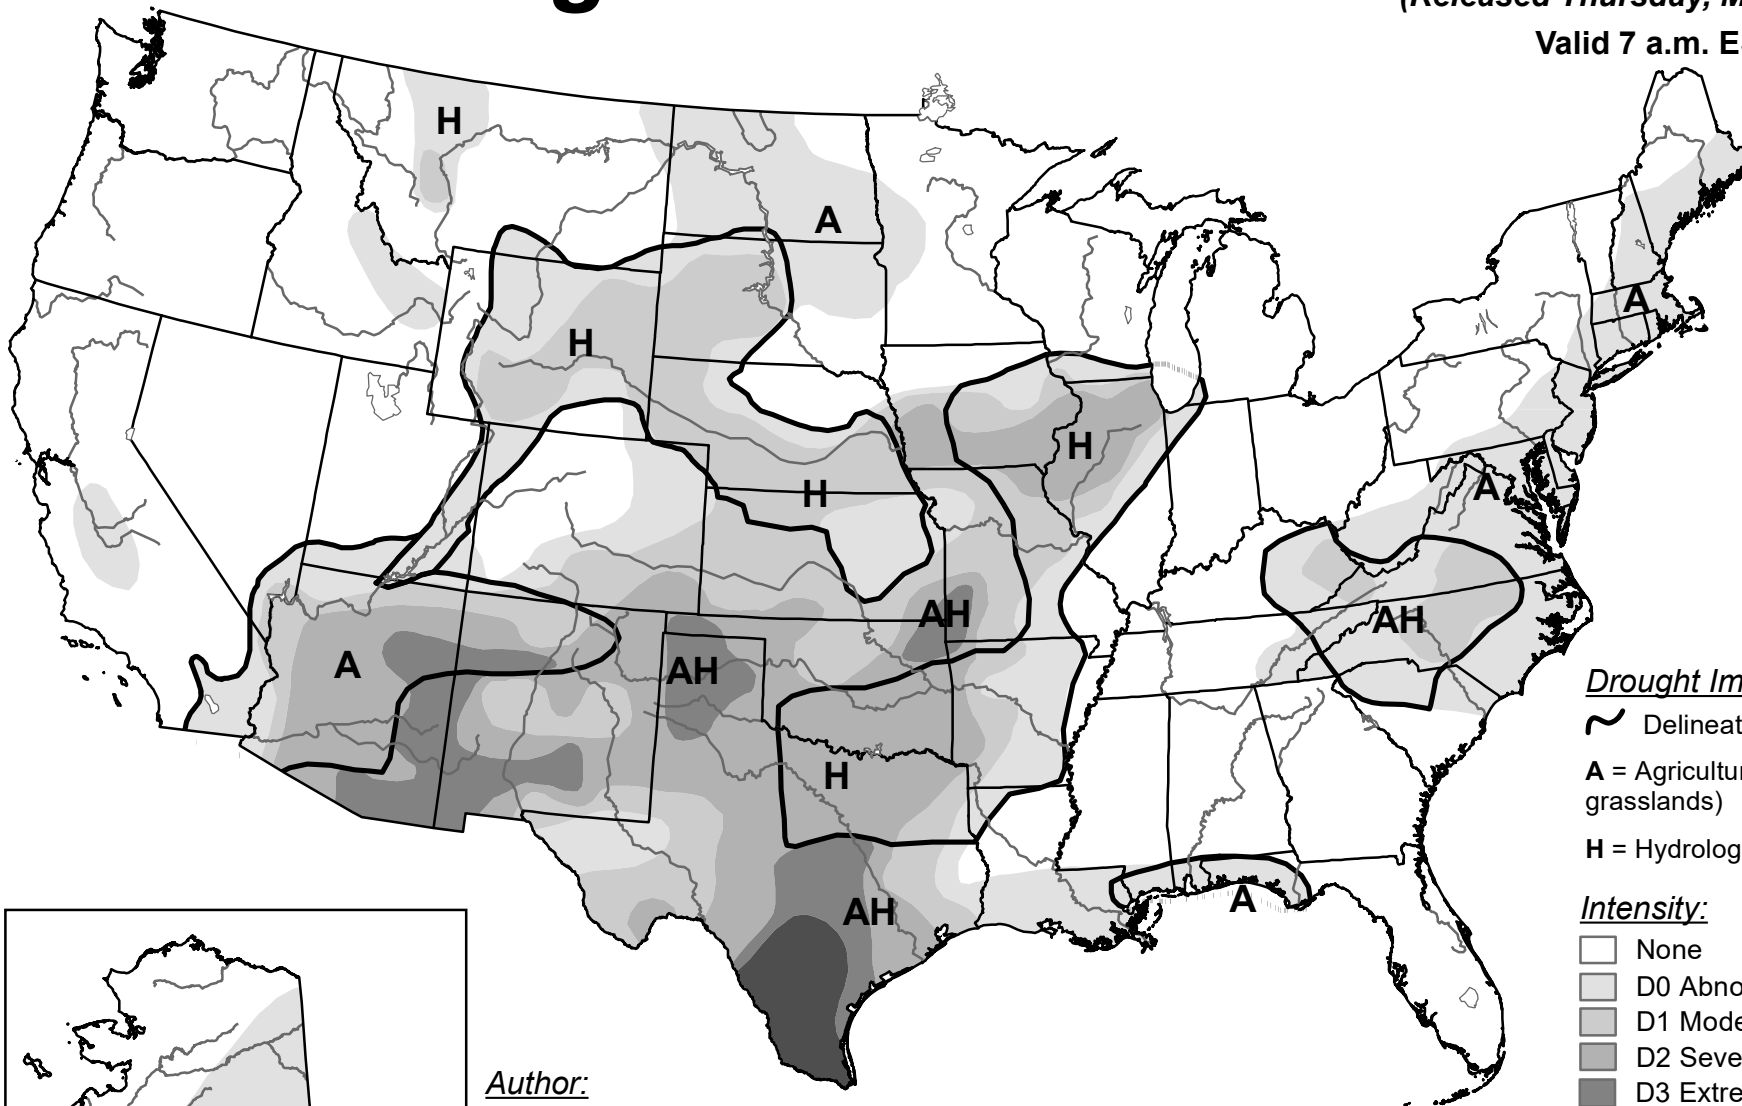 g
(Released Thursday, M
Valid 7 a.m. E
H
A
H
A
H
H
A
AH
AH
A
AH
H
A
AH
Drought Im
Delineat
A = Agricultur
grasslands)
H = Hydrolog
Intensity:
None
D0 Abno
D1 Mode
D2 Seve
D3 Extre
Author: